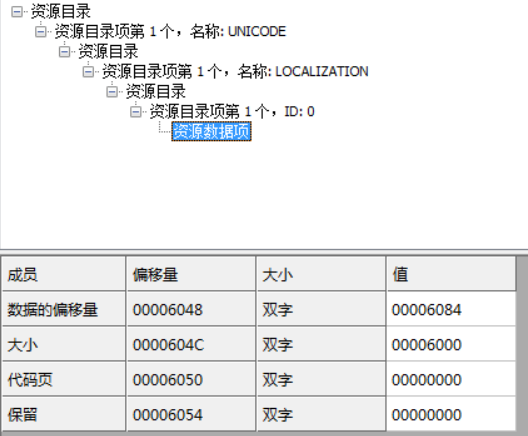 资源目录
资源目录项第 1 个，名称: UNICODE
资源目录
资源目录项第 1 个，名称: LOCALIZATION
资源目录
资源目录项第 1 个，ID: 0
资源数据项
成员 偏移量 大小 值
数据的偏移量 00006048 双字 00006084
大小 0000604C 双字 00006000
代码页 00006050 双字 00000000
保留 00006054 双字 00000000